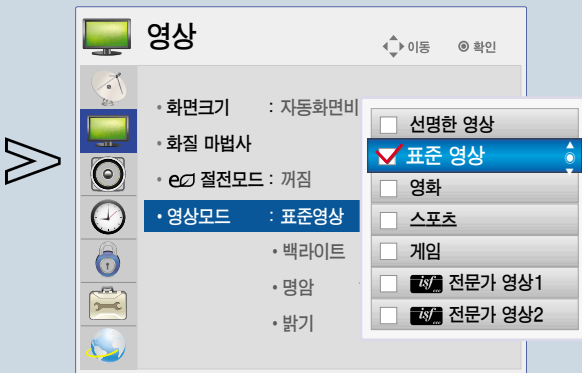 영상
이동 확인
• 화면크기 : 자동화면비
• 화질 마법사
• e 절전모드 : 꺼짐
• 영상모드 : 표준영상
• 백라이트
• 명암
• 밝기
선명한 영상
표준 영상
영화
스포츠
게임
isf 전문가 영상1
isf 전문가 영상2